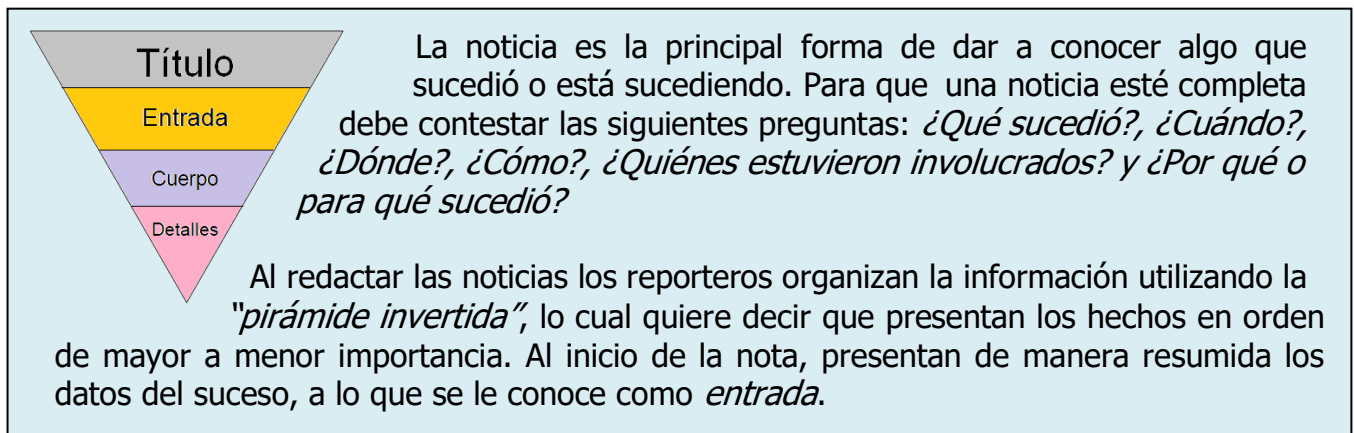 Título
Entrada
Cuerpo
Detalles
La noticia es la principal forma de dar a conocer algo que
sucedió o está sucediendo. Para que una noticia esté completa
debe contestar las siguientes preguntas: ¿Qué sucedió?, ¿Cuándo?,
¿Dónde?, ¿Cómo?, ¿Quiénes estuvieron involucrados? y ¿Por qué o
para qué sucedió?
Al redactar las noticias los reporteros organizan la información utilizando la
“pirámide invertida”, lo cual quiere decir que presentan los hechos en orden
de mayor a menor importancia. Al inicio de la nota, presentan de manera resumida los
datos del suceso, a lo que se le conoce como entrada.